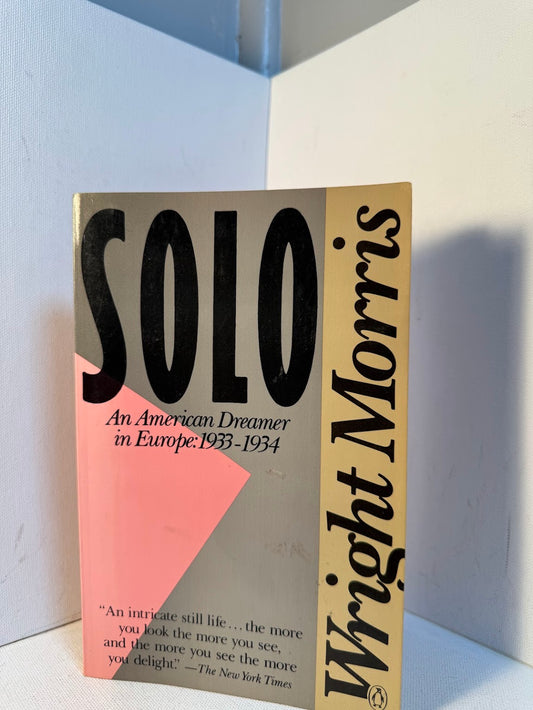 SOLO
An American Dreamer
in Europe: 1933-1934
Wright Morris
“An intricate still life... the more
you look the more you see,
and the more you see the more
you delight.” —The New York Times